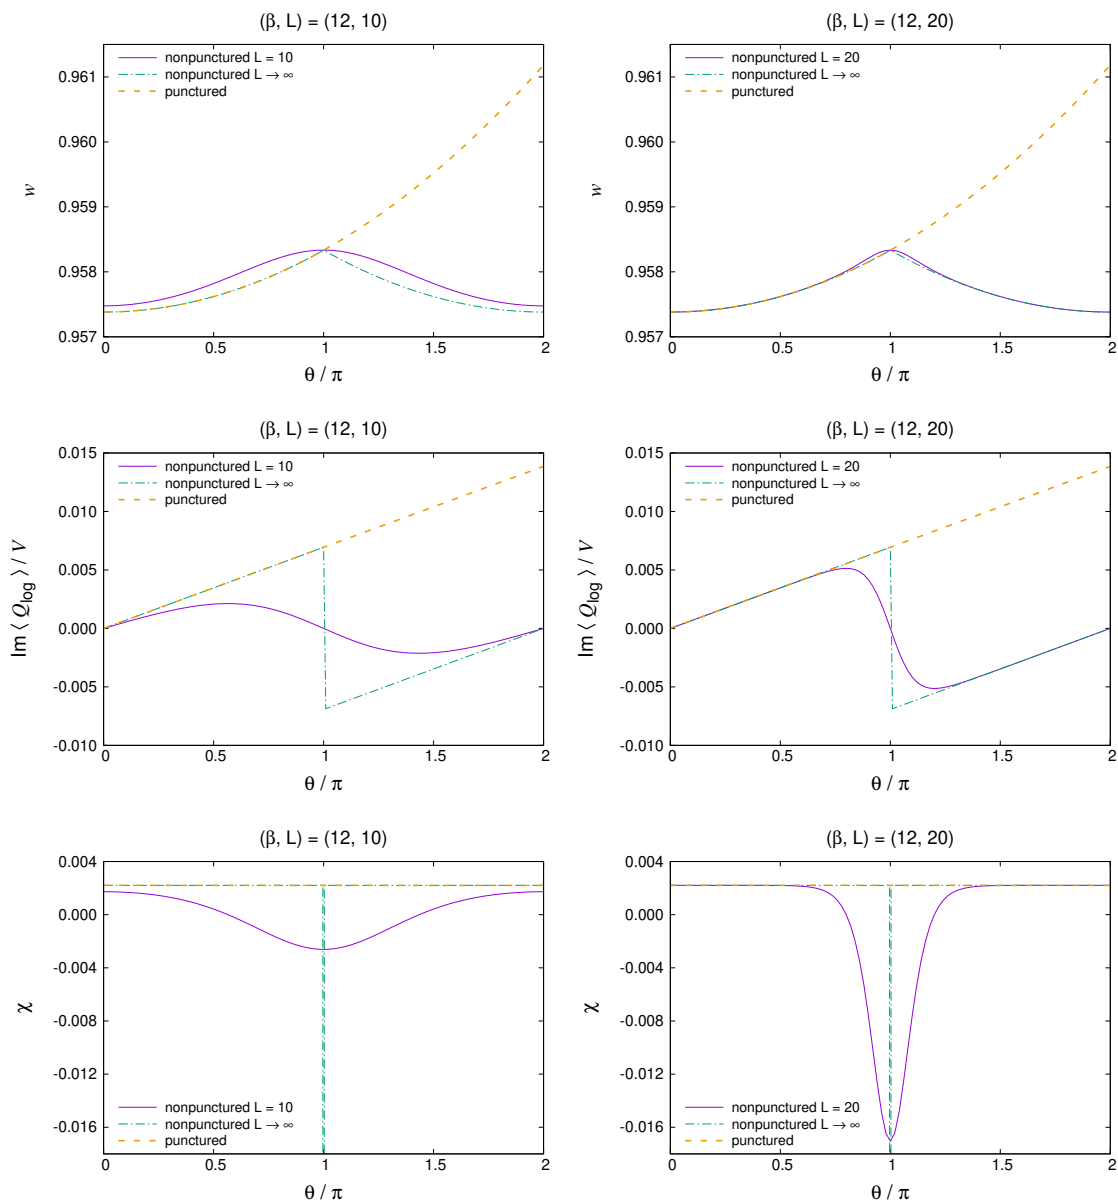 (β, L) = (12, 10)
nonpunctured L = 10
nonpunctured L → ∞
punctured
0.961
0.960
0.959
0.958
0.957
w
0 0.5 1 1.5 2
θ / π
(β, L) = (12, 20)
nonpunctured L = 20
nonpunctured L → ∞
punctured
0.961
0.960
0.959
0.958
0.957
w
0 0.5 1 1.5 2
θ / π
(β, L) = (12, 10)
nonpunctured L = 10
nonpunctured L → ∞
punctured
0.015
0.010
0.005
0.000
-0.005
-0.010
Im ⟨ Q_log ⟩ / V
0 0.5 1 1.5 2
θ / π
(β, L) = (12, 20)
nonpunctured L = 20
nonpunctured L → ∞
punctured
0.015
0.010
0.005
0.000
-0.005
-0.010
Im ⟨ Q_log ⟩ / V
0 0.5 1 1.5 2
θ / π
(β, L) = (12, 10)
0.004
0.000
-0.004
-0.008
-0.012
-0.016
χ
nonpunctured L = 10
nonpunctured L → ∞
punctured
0 0.5 1 1.5 2
θ / π
(β, L) = (12, 20)
0.004
0.000
-0.004
-0.008
-0.012
-0.016
χ
nonpunctured L = 20
nonpunctured L → ∞
punctured
0 0.5 1 1.5 2
θ / π